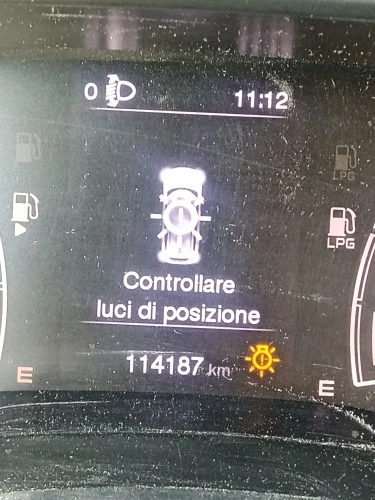 0 11:12
LPG
LPG
Controllare
luci di posizione
114187 km
E E